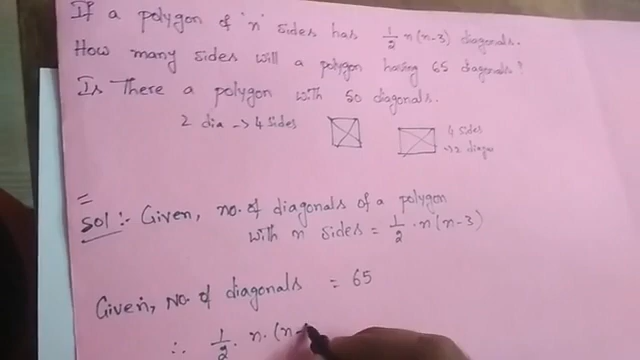 If a polygon of 'n' sides has 1/2 n(n-3) diagonals.
How many sides will a polygon having 65 diagonals?
Is There a polygon with 50 diagonals.
2 dia -> 4 sides
4 sides
-> 2 diagon
Sol :- Given, no. of diagonals of a polygon
with n sides = 1/2 . n(n-3)
Given, No. of diagonals = 65
∴ 1/2 . n. (n-